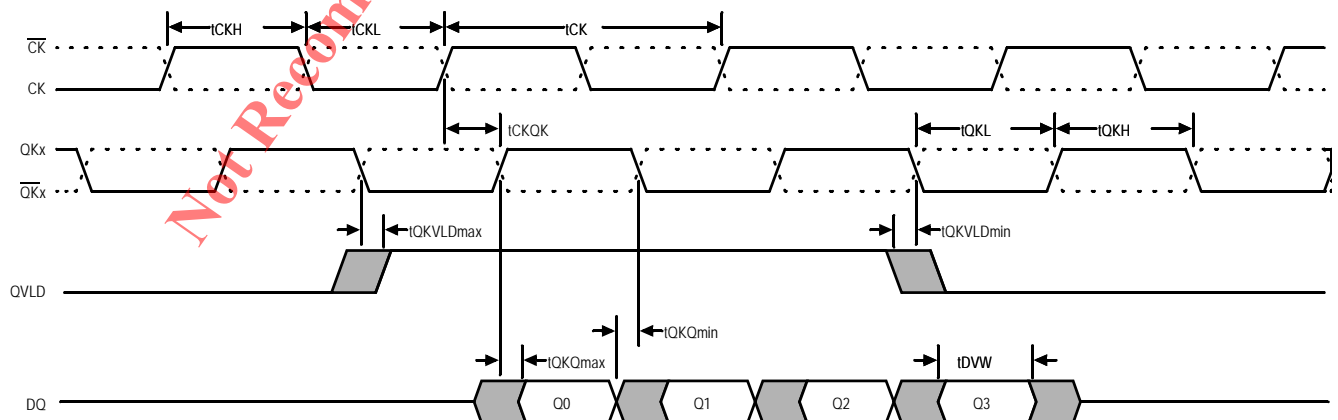 tCKH
tCKL
tCK
CK
CK
tCKQK
tQKL
tQKH
QKx
QKx
tQKVLDmax
tQKVLDmin
QVLD
tQKQmin
tQKQmax
tDVW
DQ
Q0
Q1
Q2
Q3
Not Recom